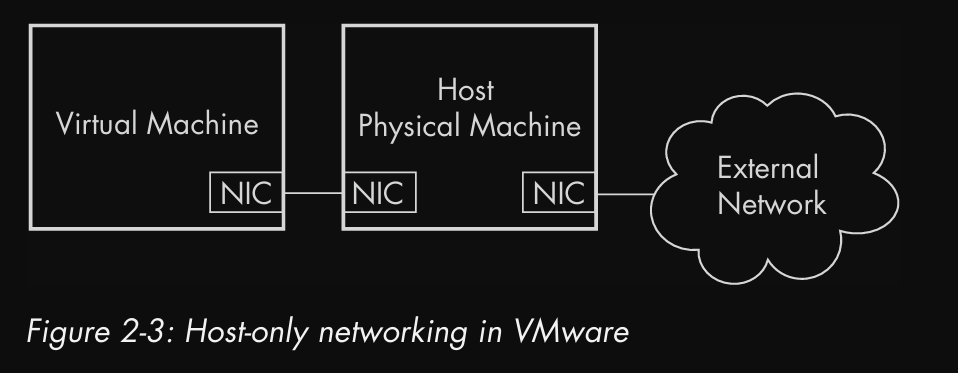 Virtual Machine
NIC
Host
Physical Machine
NIC
NIC
External
Network
Figure 2-3: Host-only networking in VMware